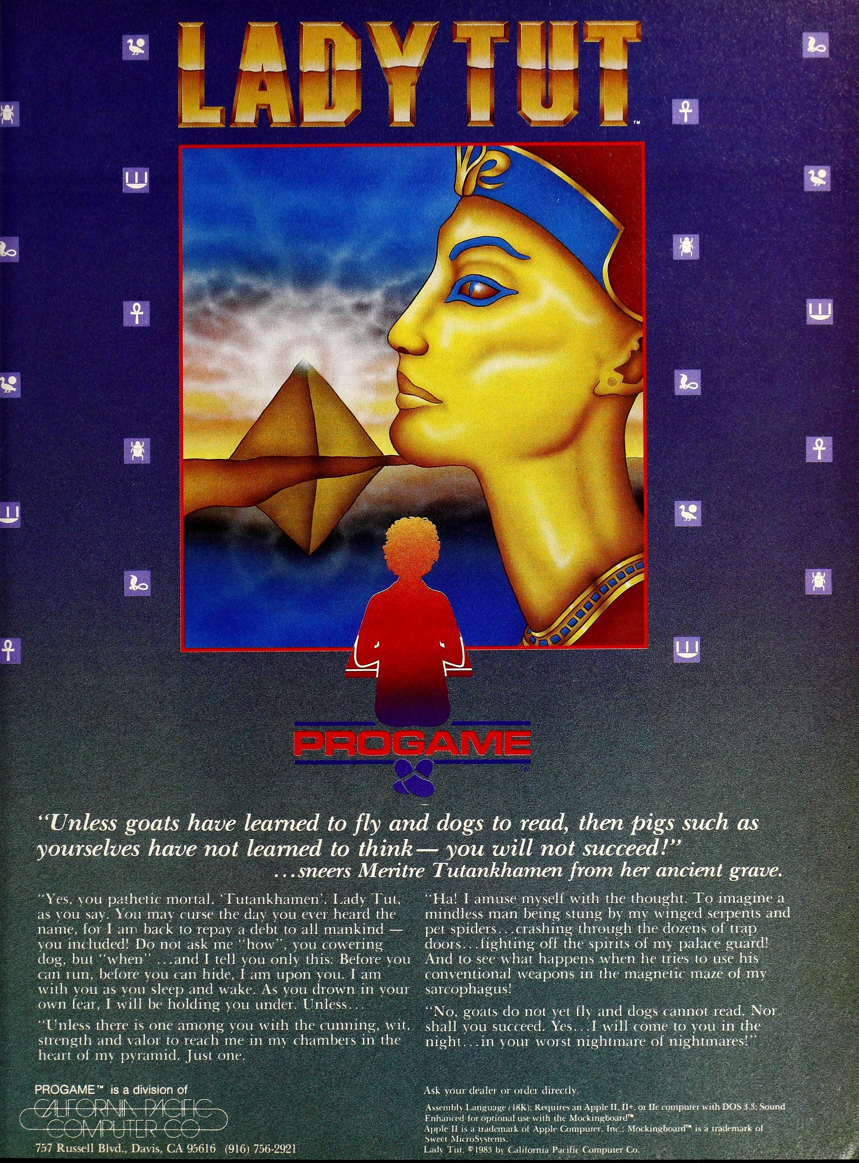 LADY TUT™
PROGAME™
“Unless goats have learned to fly and dogs to read, then pigs such as
yourselves have not learned to think — you will not succeed!”
...sneers Meritre Tutankhamen from her ancient grave.
“Yes, you pathetic mortal, ‘Tutankhamen’. Lady Tut,
as you say. You may curse the day you ever heard the
name, for I am back to repay a debt to all mankind —
you included! Do not ask me “how”, you cowering
dog, but “when” ...and I tell you only this: Before you
can run, before you can hide, I am upon you. I am
with you as you sleep and wake. As you drown in your
own fear, I will be holding you under. Unless...
“Unless there is one among you with the cunning, wit,
strength and valor to reach me in my chambers in the
heart of my pyramid. Just one.
“Ha! I amuse myself with the thought. To imagine a
mindless man being stung by my winged serpents and
pet spiders...crashing through the dozens of trap
doors...fighting off the spirits of my palace guard!
And to see what happens when he tries to use his
conventional weapons in the magnetic maze of my
sarcophagus!
“No, goats do not yet fly and dogs cannot read. Nor
shall you succeed. Yes...I will come to you in the
night...in your worst nightmare of nightmares!”
PROGAME™ is a division of
CALIFORNIA PACIFIC
COMPUTER CO
757 Russell Blvd., Davis, CA 95616 (916) 756-2921
Ask your dealer or order directly.
Assembly Language (48K); Requires an Apple II, II+, or IIe computer with DOS 3.3; Sound
Enhanced for optional use with the Mockingboard™.
Apple II is a trademark of Apple Computer, Inc.; Mockingboard™ is a trademark of
Sweet MicroSystems.
Lady Tut, © 1983 by California Pacific Computer Co.